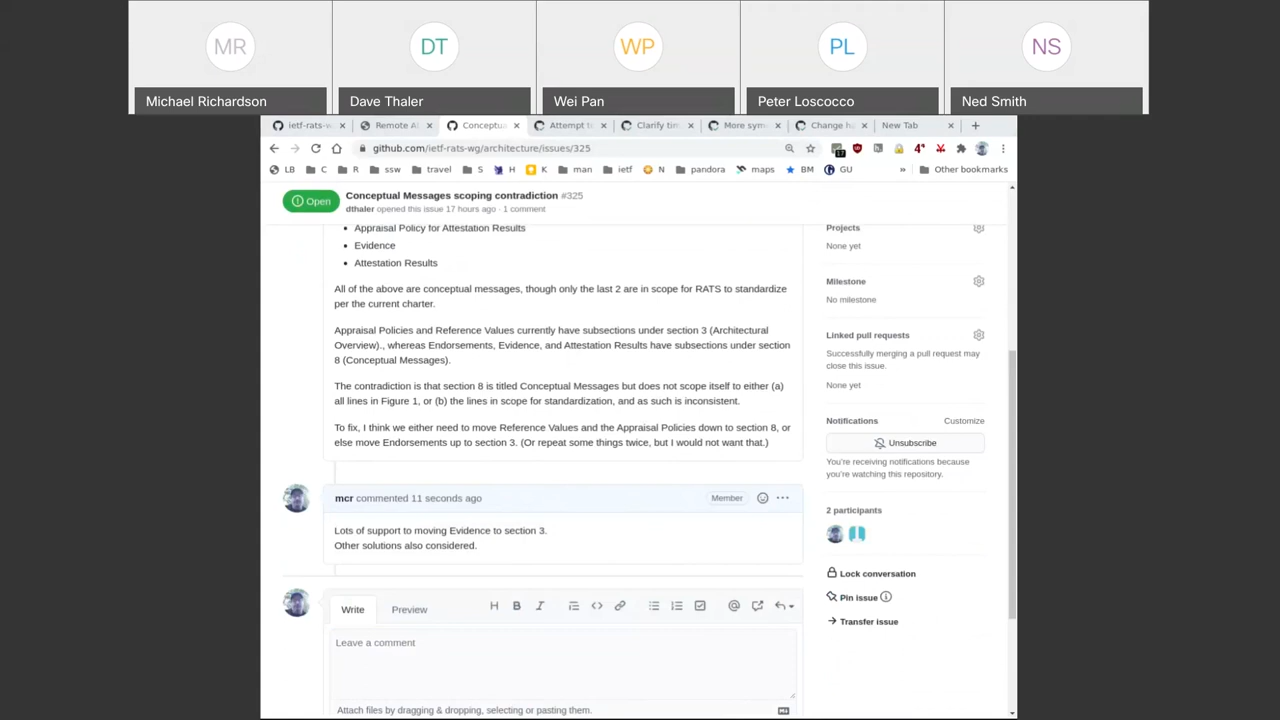 MR
DT
WP
PL
NS
Michael Richardson
Dave Thaler
Wei Pan
Peter Loscocco
Ned Smith
ietf-rats-w
Remote A
Conceptua
Attempt t
Clarify tim
More sym
Change h
New Tab
github.com/ietf-rats-wg/architecture/issues/325
17
4
LB
C
R
ssw
travel
S
H
K
man
ietf
N
pandora
maps
BM
GU
»
Other bookmarks
Open
Conceptual Messages scoping contradiction #325
dthaler opened this issue 17 hours ago · 1 comment
• Appraisal Policy for Attestation Results
• Evidence
• Attestation Results
All of the above are conceptual messages, though only the last 2 are in scope for RATS to standardize
per the current charter.
Appraisal Policies and Reference Values currently have subsections under section 3 (Architectural
Overview)., whereas Endorsements, Evidence, and Attestation Results have subsections under section
8 (Conceptual Messages).
The contradiction is that section 8 is titled Conceptual Messages but does not scope itself to either (a)
all lines in Figure 1, or (b) the lines in scope for standardization, and as such is inconsistent.
To fix, I think we either need to move Reference Values and the Appraisal Policies down to section 8, or
else move Endorsements up to section 3. (Or repeat some things twice, but I would not want that.)
mcr commented 11 seconds ago
Member
Lots of support to moving Evidence to section 3.
Other solutions also considered.
Write
Preview
H B I
Leave a comment
Attach files by dragging & dropping, selecting or pasting them.
Projects
None yet
Milestone
No milestone
Linked pull requests
Successfully merging a pull request may
close this issue.
None yet
Notifications
Customize
Unsubscribe
You're receiving notifications because
you're watching this repository.
2 participants
Lock conversation
Pin issue
Transfer issue